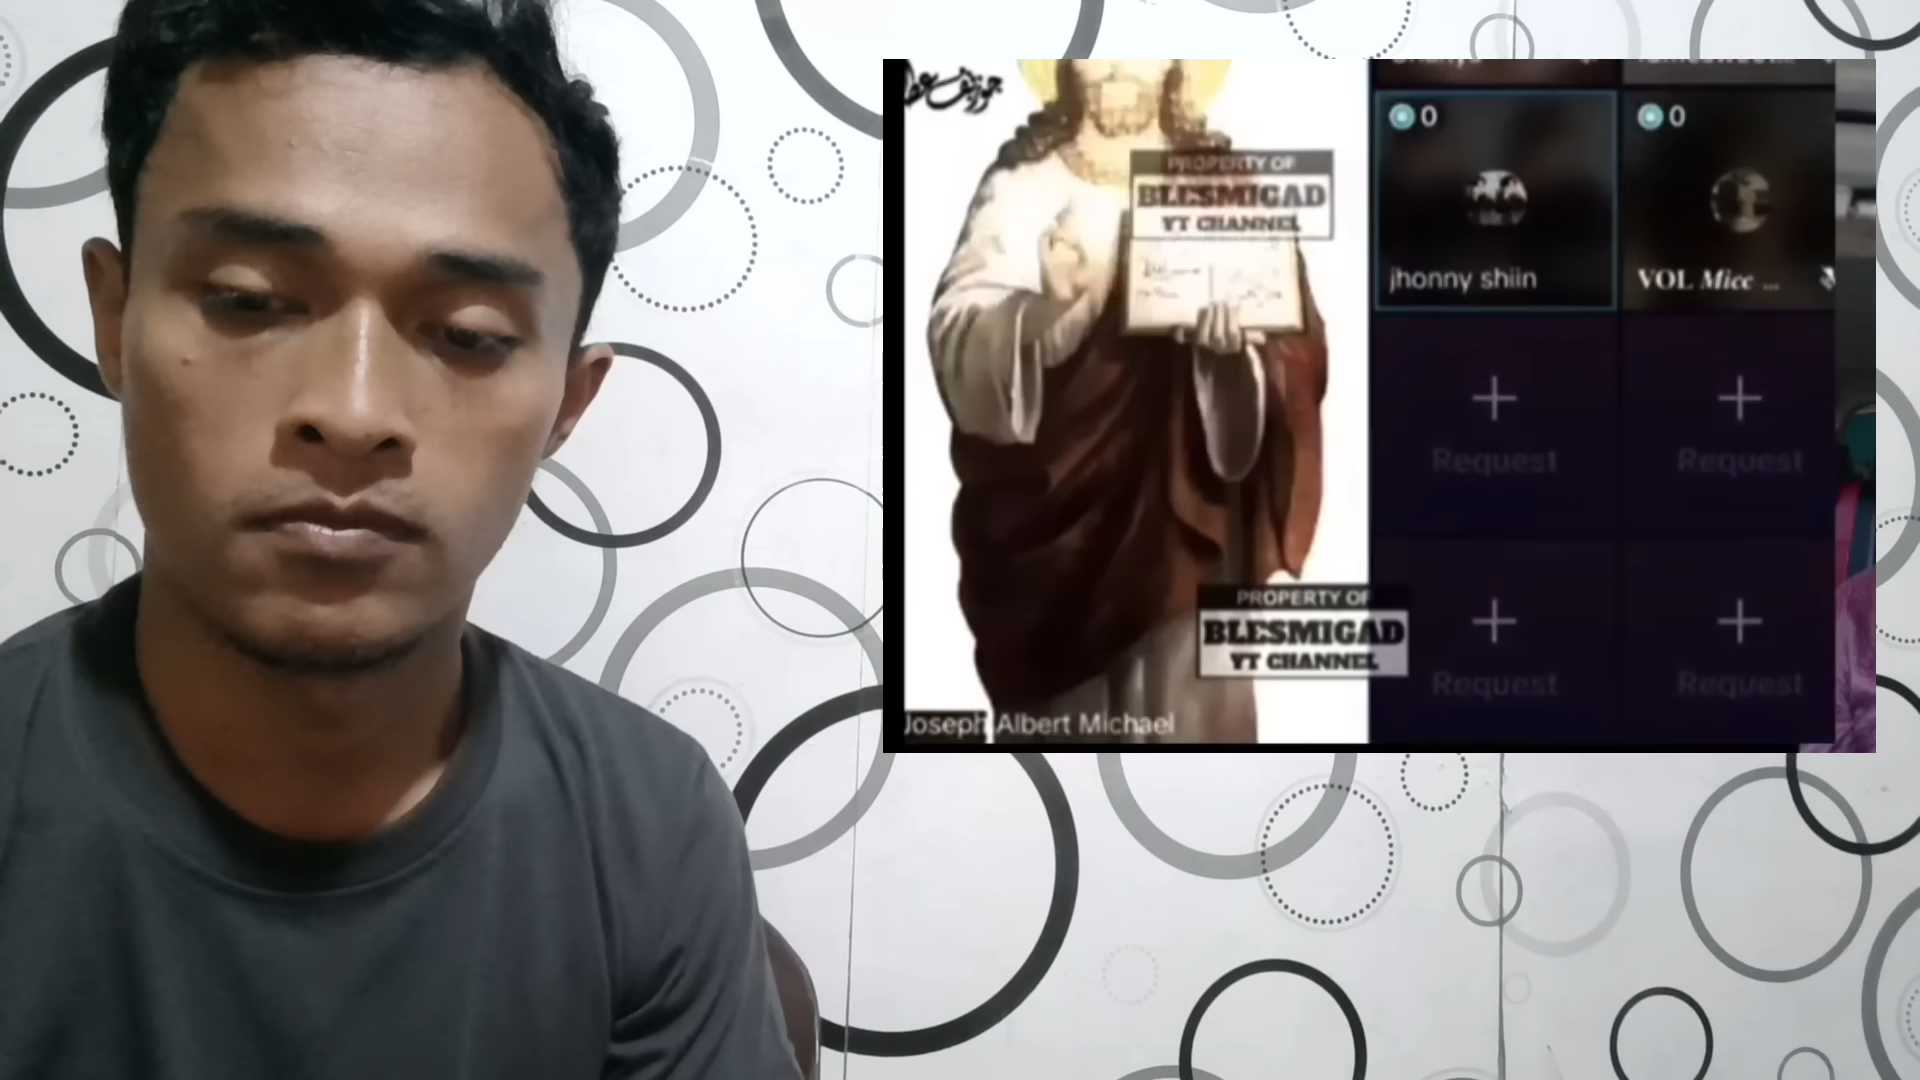 PROPERTY OF
BLESMIGAD
YT CHANNEL
0
0
jhonny shiin
VOL Micc ...
Request
Request
PROPERTY OF
BLESMIGAD
YT CHANNEL
Request
Request
Joseph Albert Michael